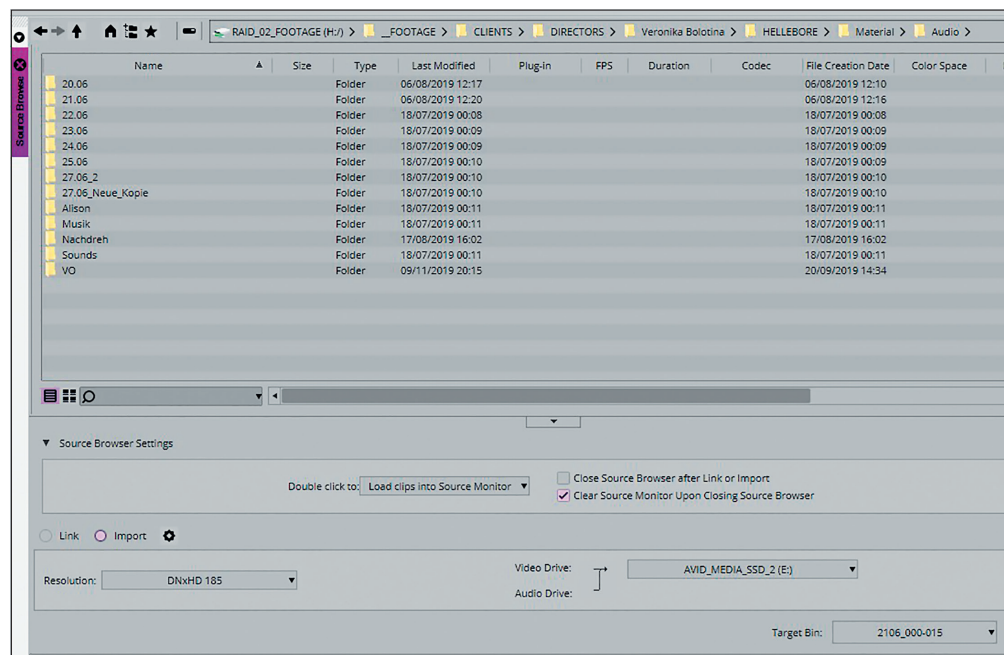 RAID_02_FOOTAGE (H:/) > __FOOTAGE > CLIENTS > DIRECTORS > Veronika Bolotina > HELLEBORE > Material > Audio >
Source Browse
Name Size Type Last Modified Plug-in FPS Duration Codec File Creation Date Color Space
20.06 Folder 06/08/2019 12:17 06/08/2019 12:10
21.06 Folder 06/08/2019 12:20 06/08/2019 12:16
22.06 Folder 18/07/2019 00:08 18/07/2019 00:08
23.06 Folder 18/07/2019 00:09 18/07/2019 00:09
24.06 Folder 18/07/2019 00:09 18/07/2019 00:09
25.06 Folder 18/07/2019 00:10 18/07/2019 00:09
27.06_2 Folder 18/07/2019 00:10 18/07/2019 00:10
27.06_Neue_Kopie Folder 18/07/2019 00:10 18/07/2019 00:10
Alison Folder 18/07/2019 00:11 18/07/2019 00:11
Musik Folder 18/07/2019 00:11 18/07/2019 00:11
Nachdreh Folder 17/08/2019 16:02 17/08/2019 16:02
Sounds Folder 18/07/2019 00:11 18/07/2019 00:11
VO Folder 09/11/2019 20:15 20/09/2019 14:34
Source Browser Settings
Double click to: Load clips into Source Monitor
Close Source Browser after Link or Import
Clear Source Monitor Upon Closing Source Browser
Link Import
Resolution: DNxHD 185
Video Drive: AVID_MEDIA_SSD_2 (E:)
Audio Drive:
Target Bin: 2106_000-015